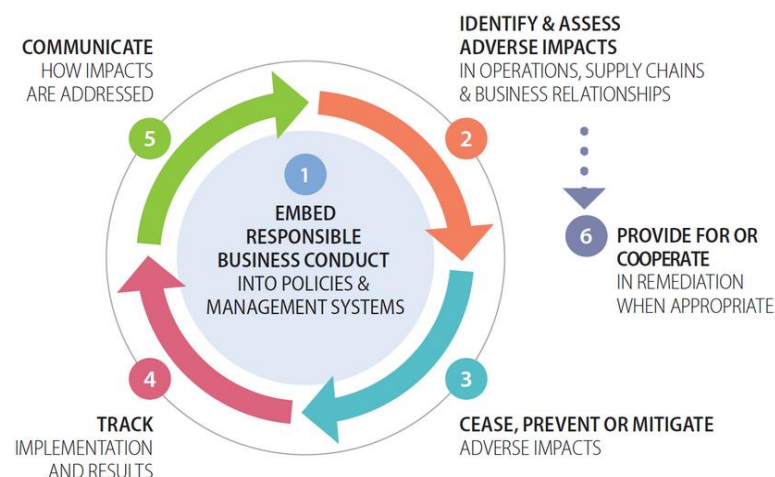 1
EMBED
RESPONSIBLE
BUSINESS CONDUCT
INTO POLICIES &
MANAGEMENT SYSTEMS
2
IDENTIFY & ASSESS
ADVERSE IMPACTS
IN OPERATIONS, SUPPLY CHAINS
& BUSINESS RELATIONSHIPS
3
CEASE, PREVENT OR MITIGATE
ADVERSE IMPACTS
4
TRACK
IMPLEMENTATION
AND RESULTS
5
COMMUNICATE
HOW IMPACTS
ARE ADDRESSED
6
PROVIDE FOR OR
COOPERATE
IN REMEDIATION
WHEN APPROPRIATE